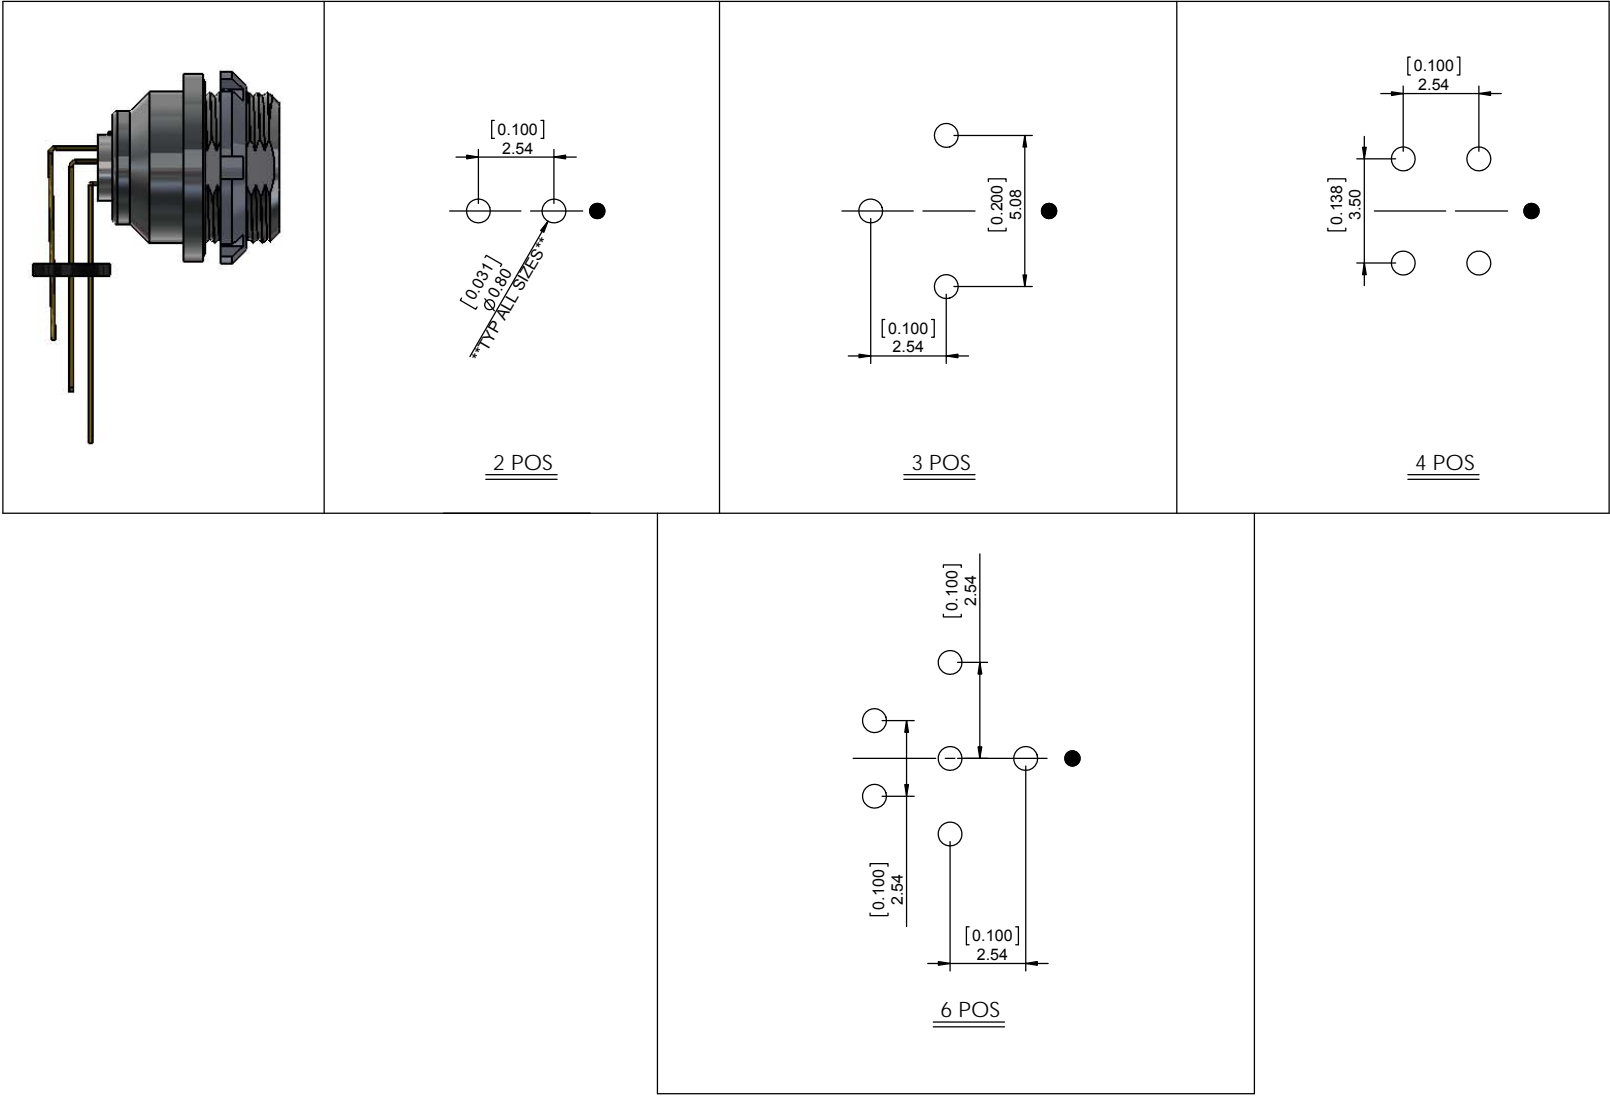 [0.100]
2.54
[0.031]
Ø0.80
**TYP ALL SIZES**
2 POS
[0.200]
5.08
[0.100]
2.54
3 POS
[0.100]
2.54
[0.138]
3.50
4 POS
[0.100]
2.54
[0.100]
2.54
[0.100]
2.54
6 POS